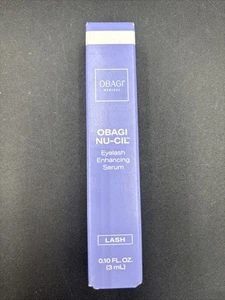 OBAGI
MEDICAL
OBAGI
NU-CIL™
Eyelash
Enhancing
Serum
LASH
0.10 FL. OZ.
(3 mL)